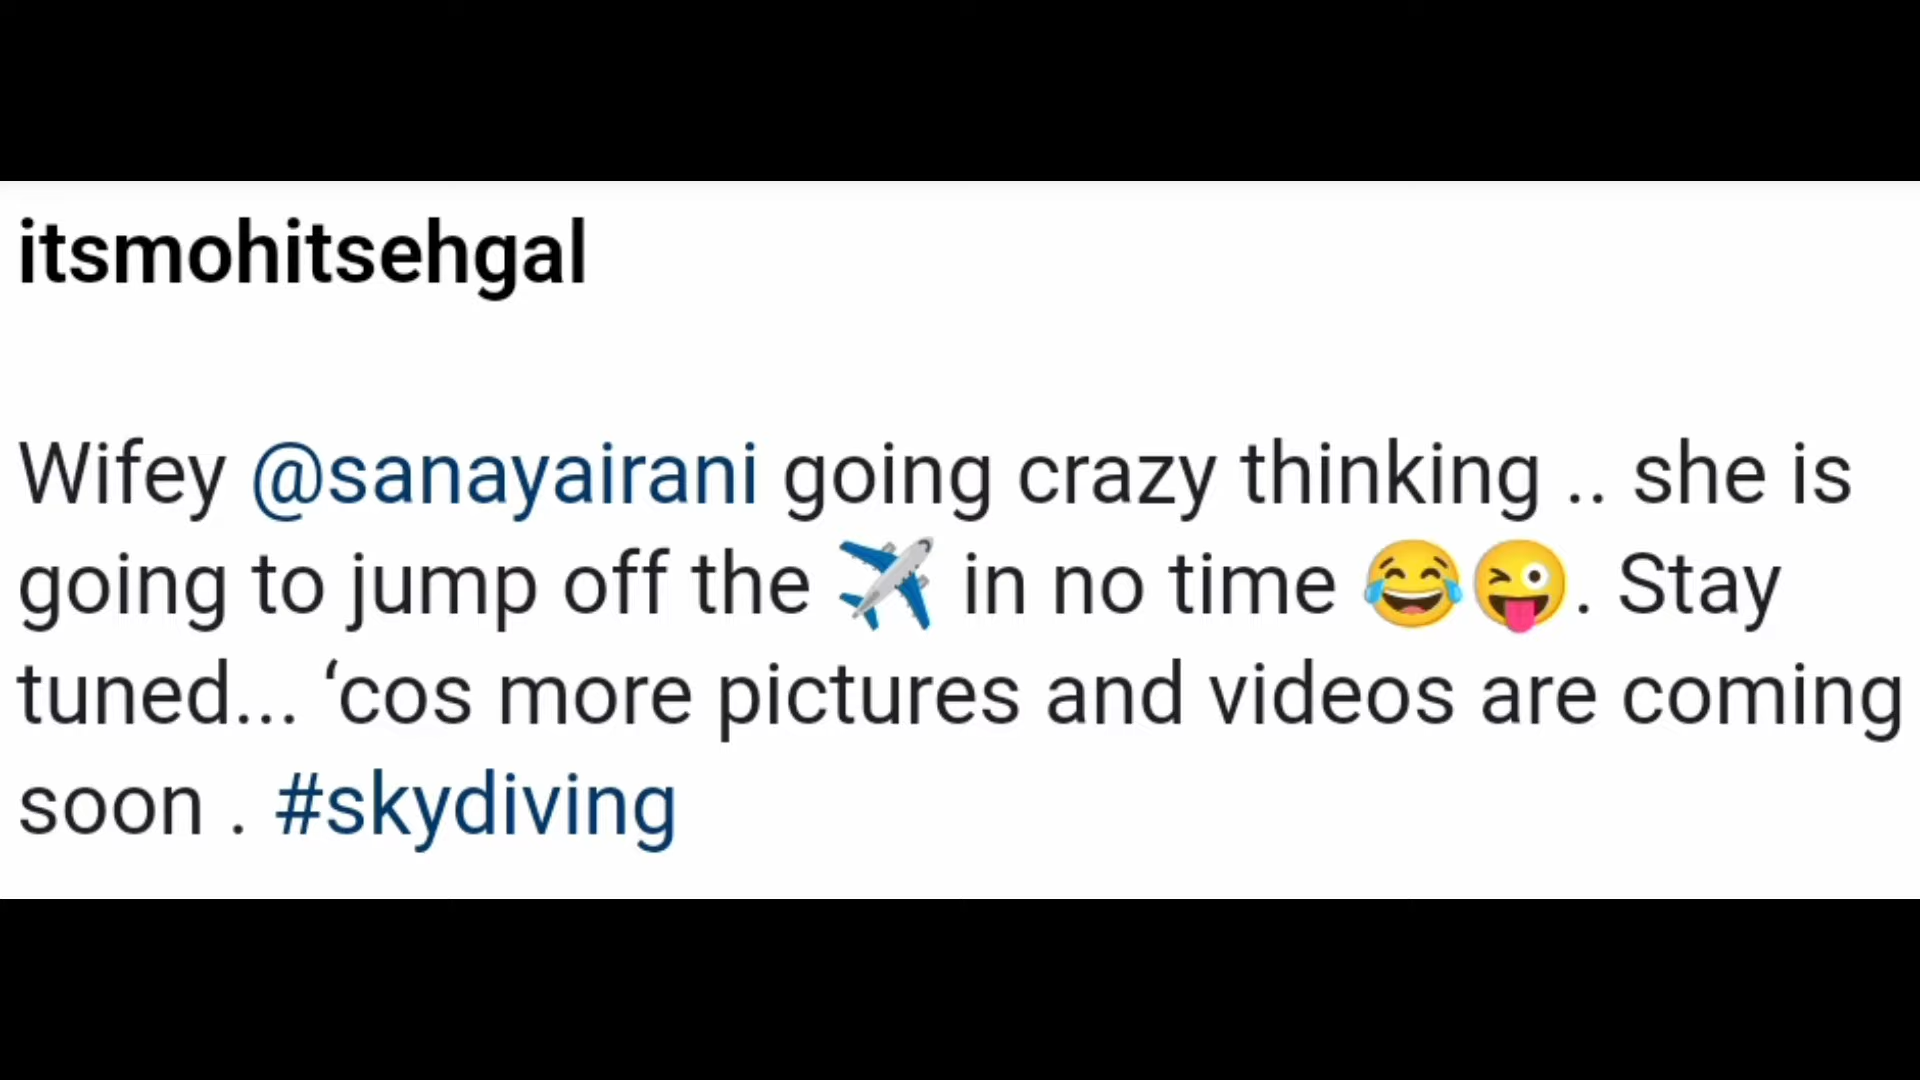 itsmohitsehgal
Wifey @sanayairani going crazy thinking .. she is
going to jump off the ✈️ in no time 😂😜. Stay
tuned... ‘cos more pictures and videos are coming
soon . #skydiving